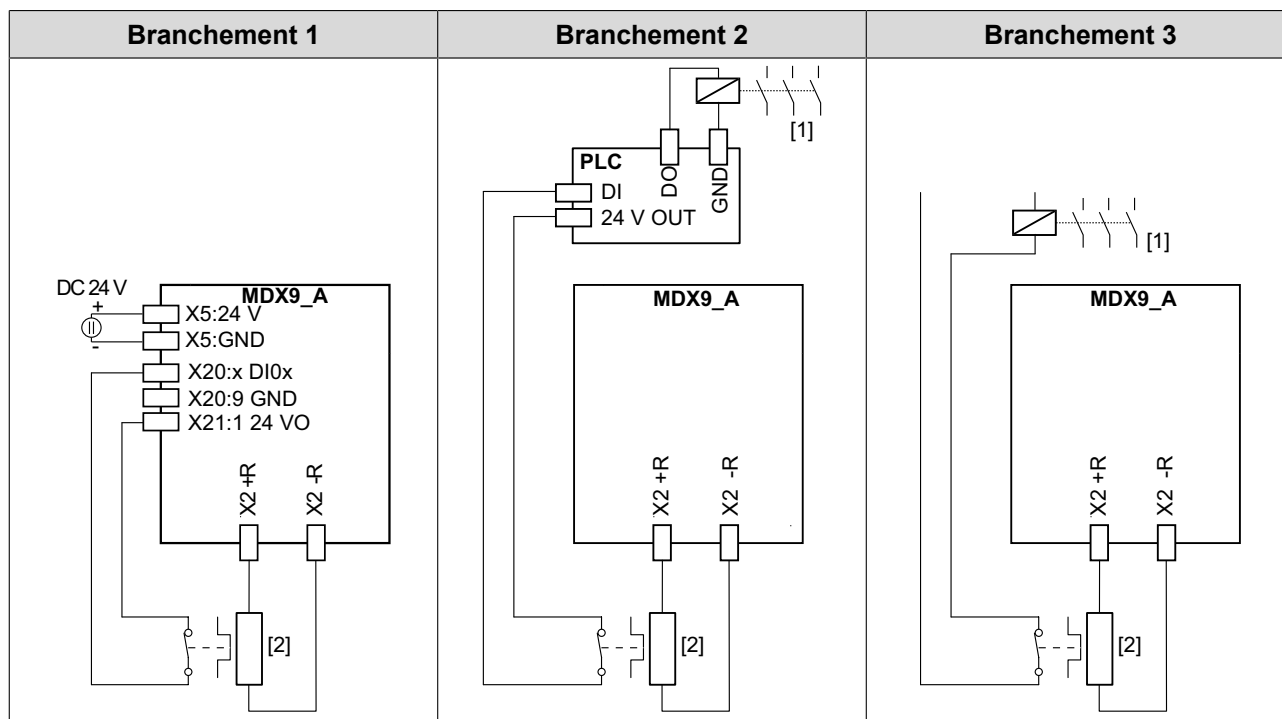 Branchement 1
Branchement 2
Branchement 3
DC 24 V
+
-
MDX9_A
X5:24 V
X5:GND
X20:x DI0x
X20:9 GND
X21:1 24 VO
X2 +R
X2 -R
[2]
[1]
PLC
DO
GND
DI
24 V OUT
MDX9_A
X2 +R
X2 -R
[2]
[1]
MDX9_A
X2 +R
X2 -R
[2]